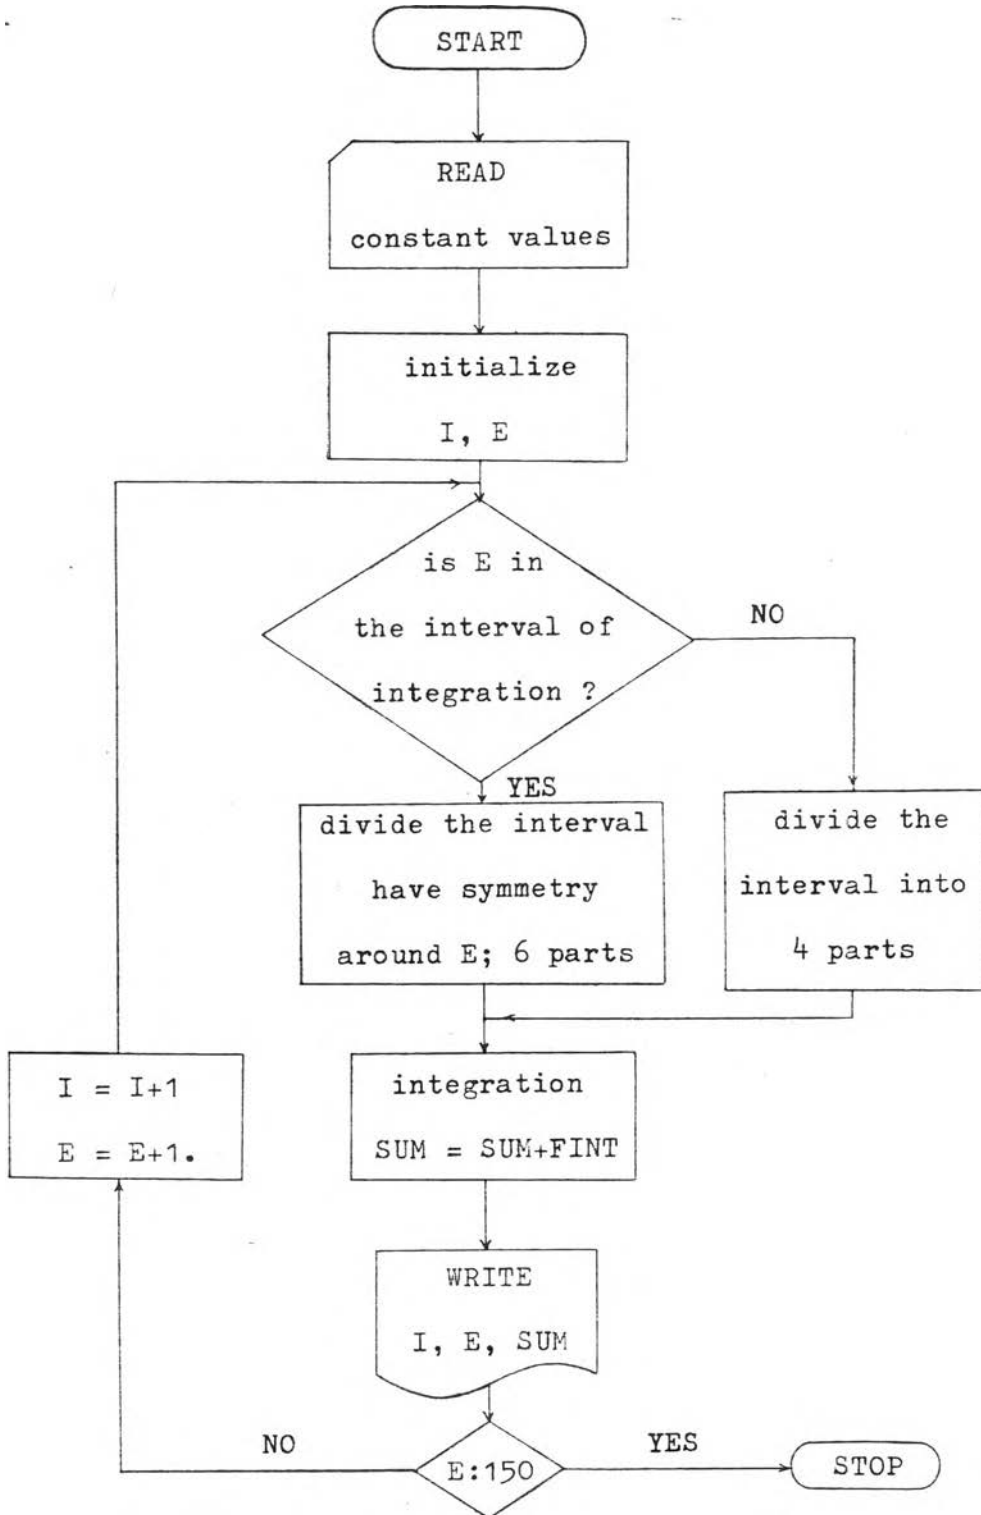 START
READ
constant values
initialize
I, E
is E in
the interval of
integration ?
NO
YES
divide the interval
have symmetry
around E; 6 parts
divide the
interval into
4 parts
I = I+1
E = E+1.
integration
SUM = SUM+FINT
WRITE
I, E, SUM
NO
E:150
YES
STOP